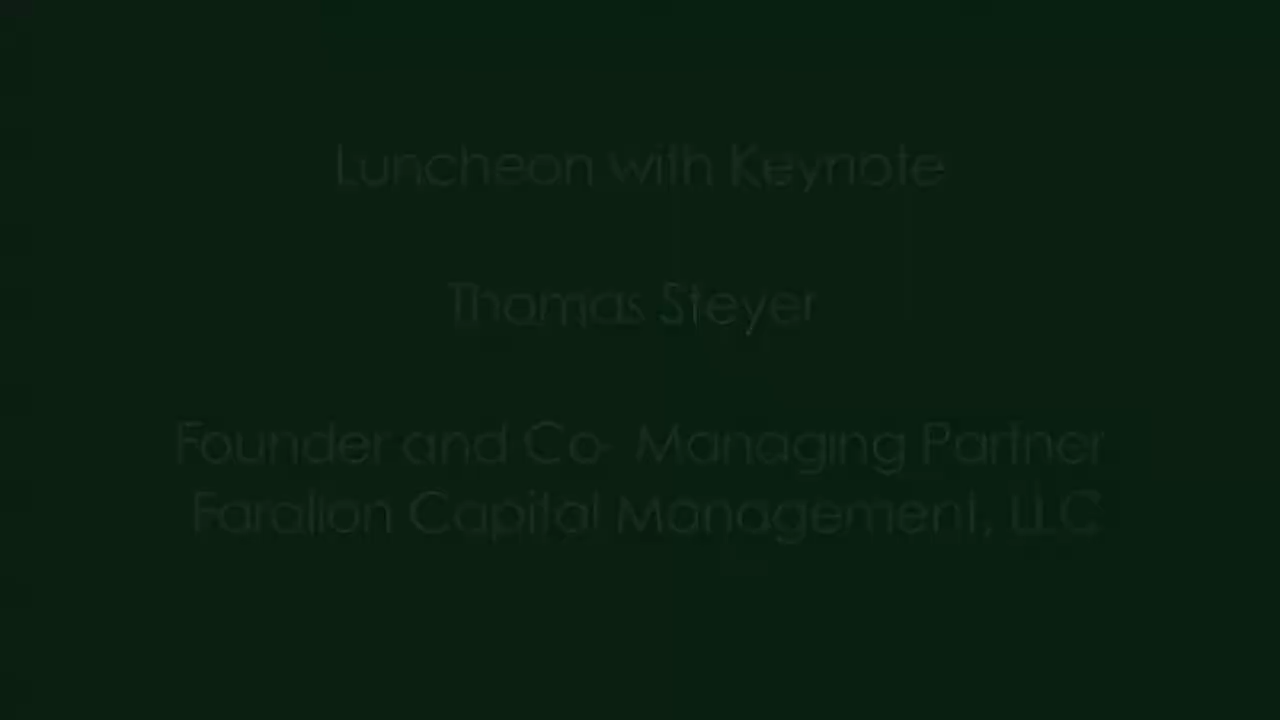 Luncheon with Keynote
Thomas Steyer
Founder and Co- Managing Partner
Farallon Capital Management, LLC